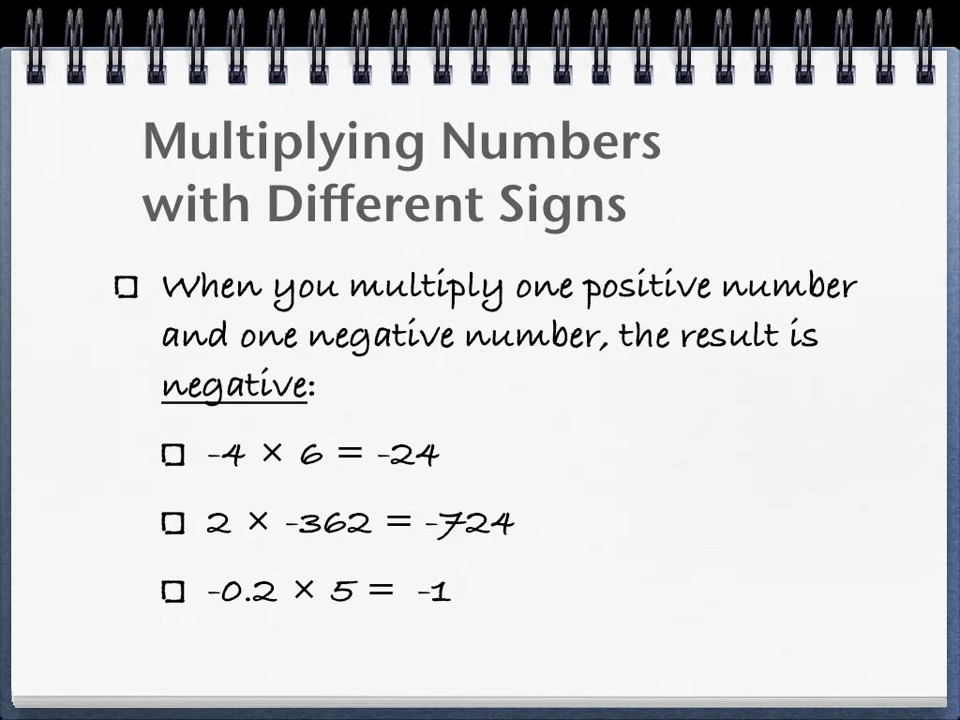 Multiplying Numbers
with Different Signs
When you multiply one positive number
and one negative number, the result is
negative:
-4 × 6 = -24
2 × -362 = -724
-0.2 × 5 = -1